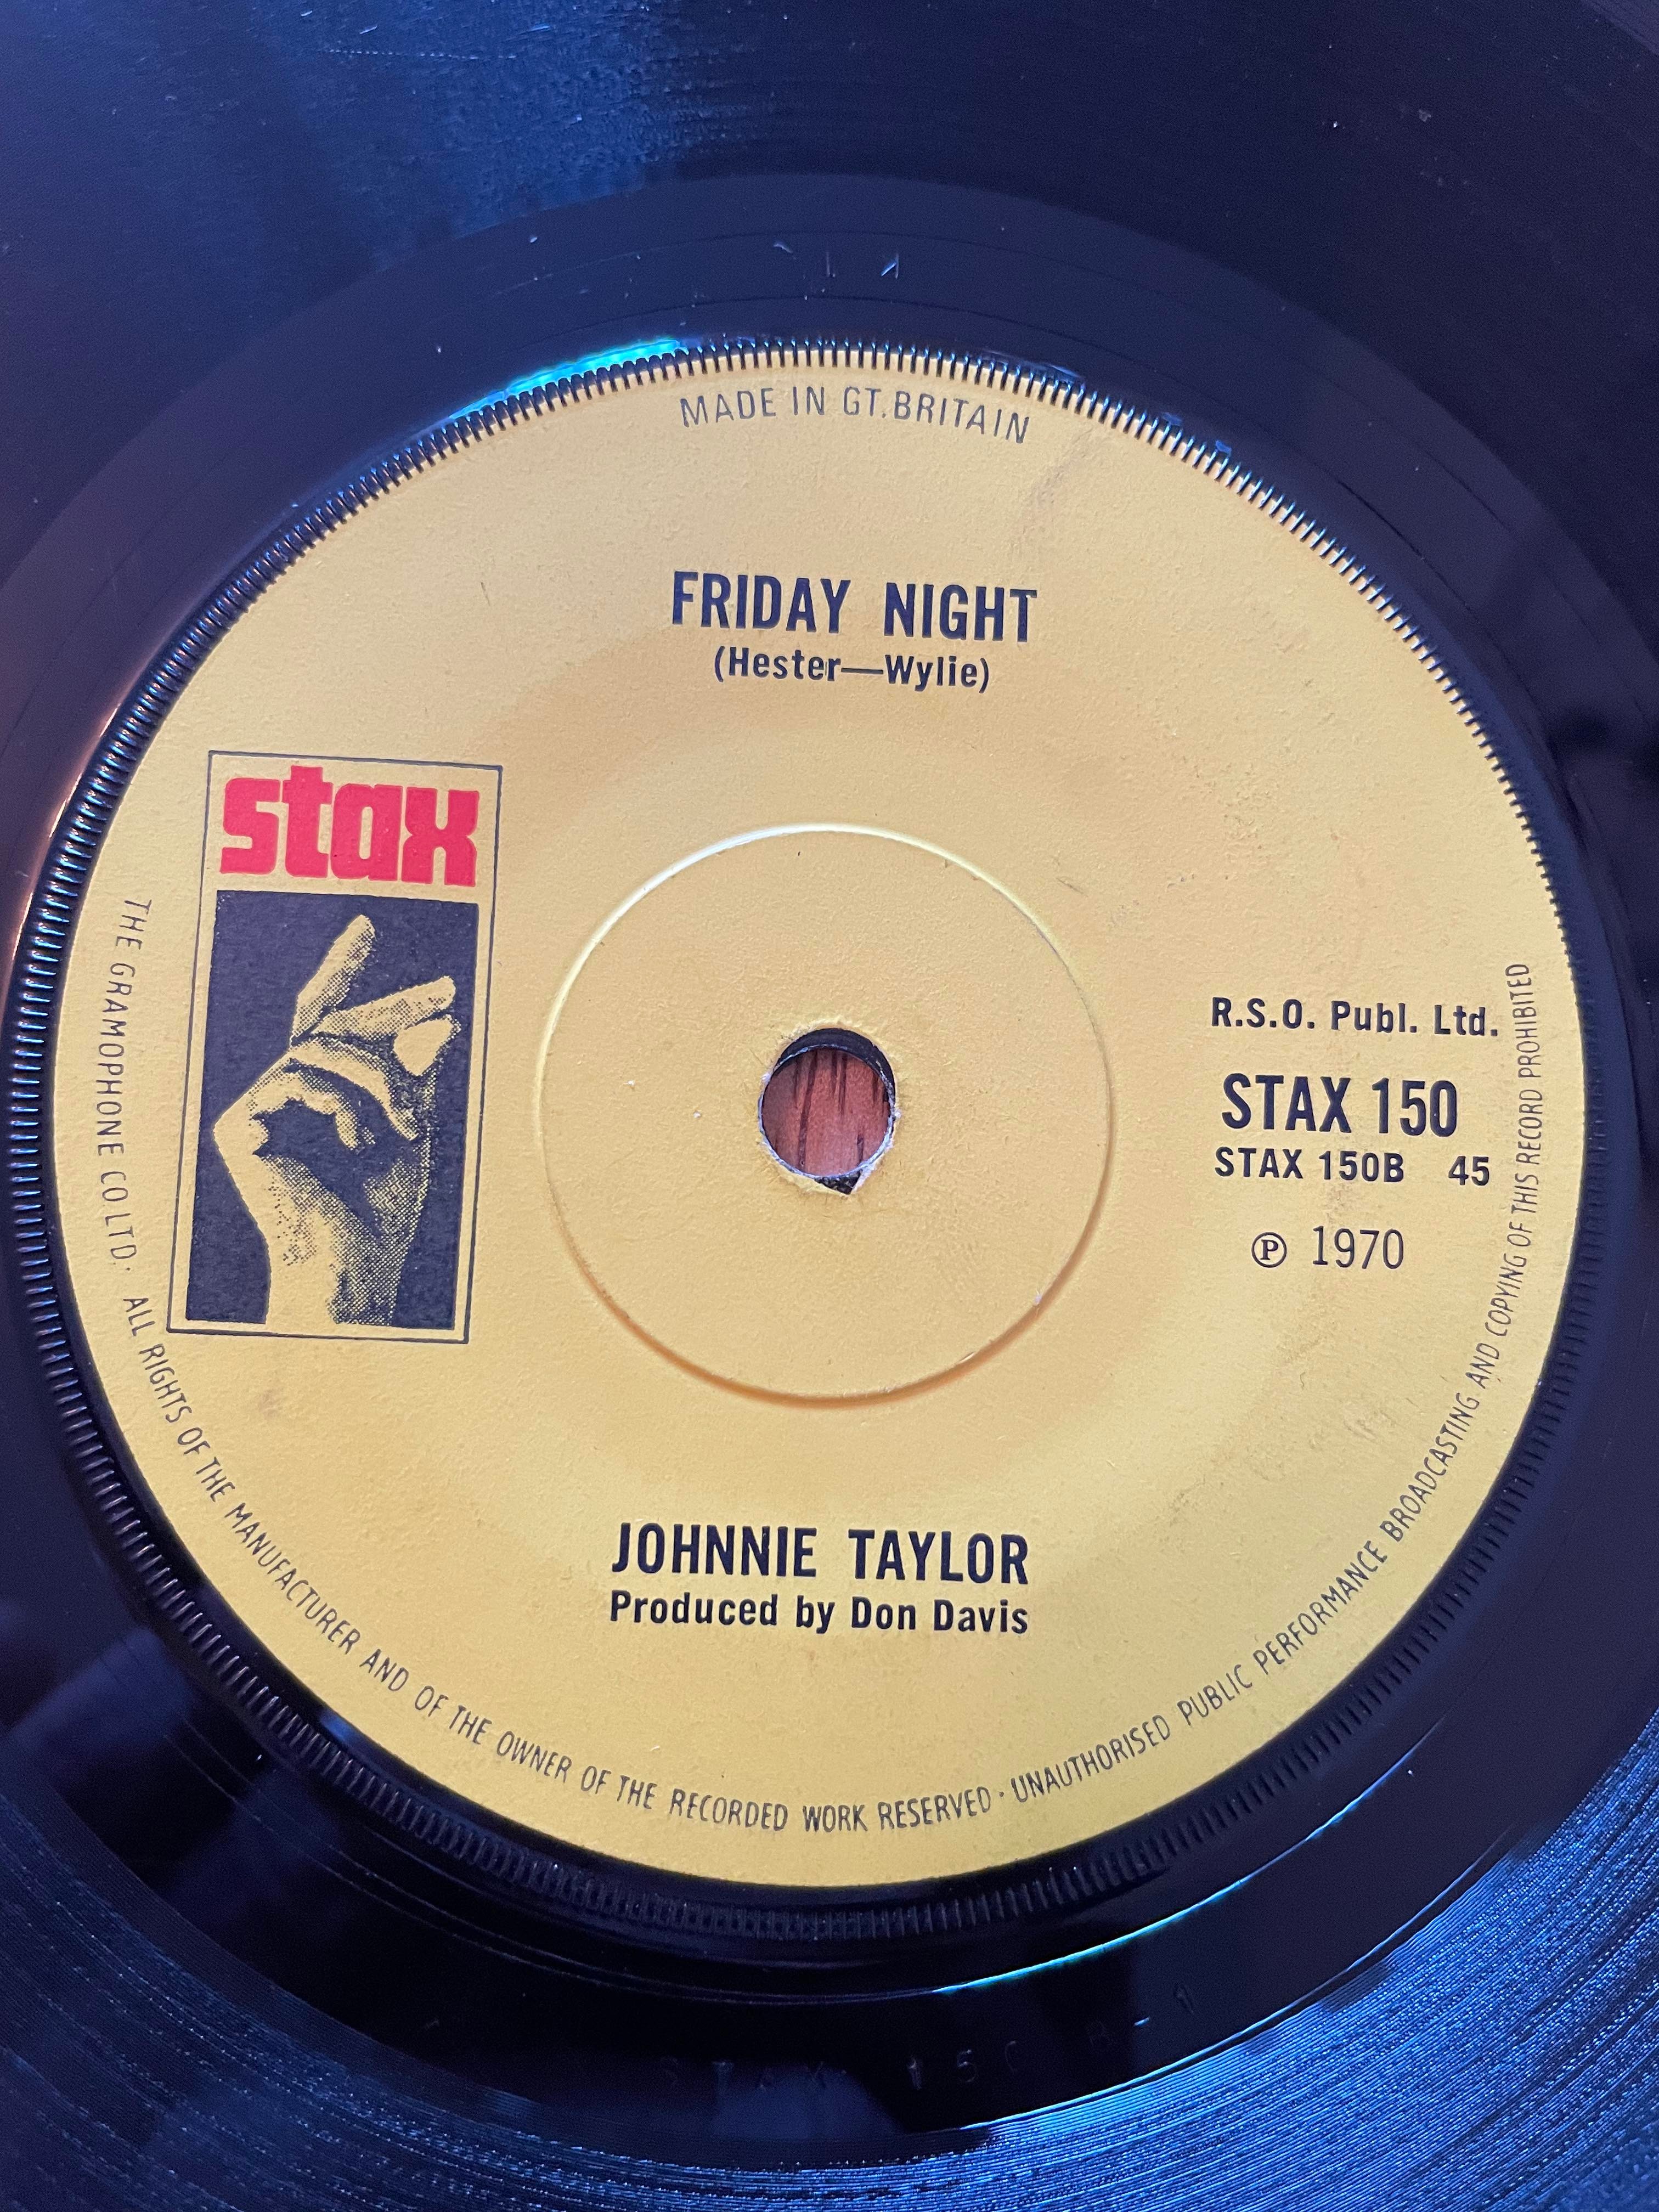 MADE IN GT. BRITAIN
FRIDAY NIGHT
(Hester—Wylie)
stax
R.S.O. Publ. Ltd.
STAX 150
STAX 150B 45
℗ 1970
JOHNNIE TAYLOR
Produced by Don Davis
THE GRAMOPHONE CO. LTD. · ALL RIGHTS OF THE MANUFACTURER AND OF THE OWNER OF THE RECORDED WORK RESERVED · UNAUTHORISED PUBLIC PERFORMANCE BROADCASTING AND COPYING OF THIS RECORD PROHIBITED